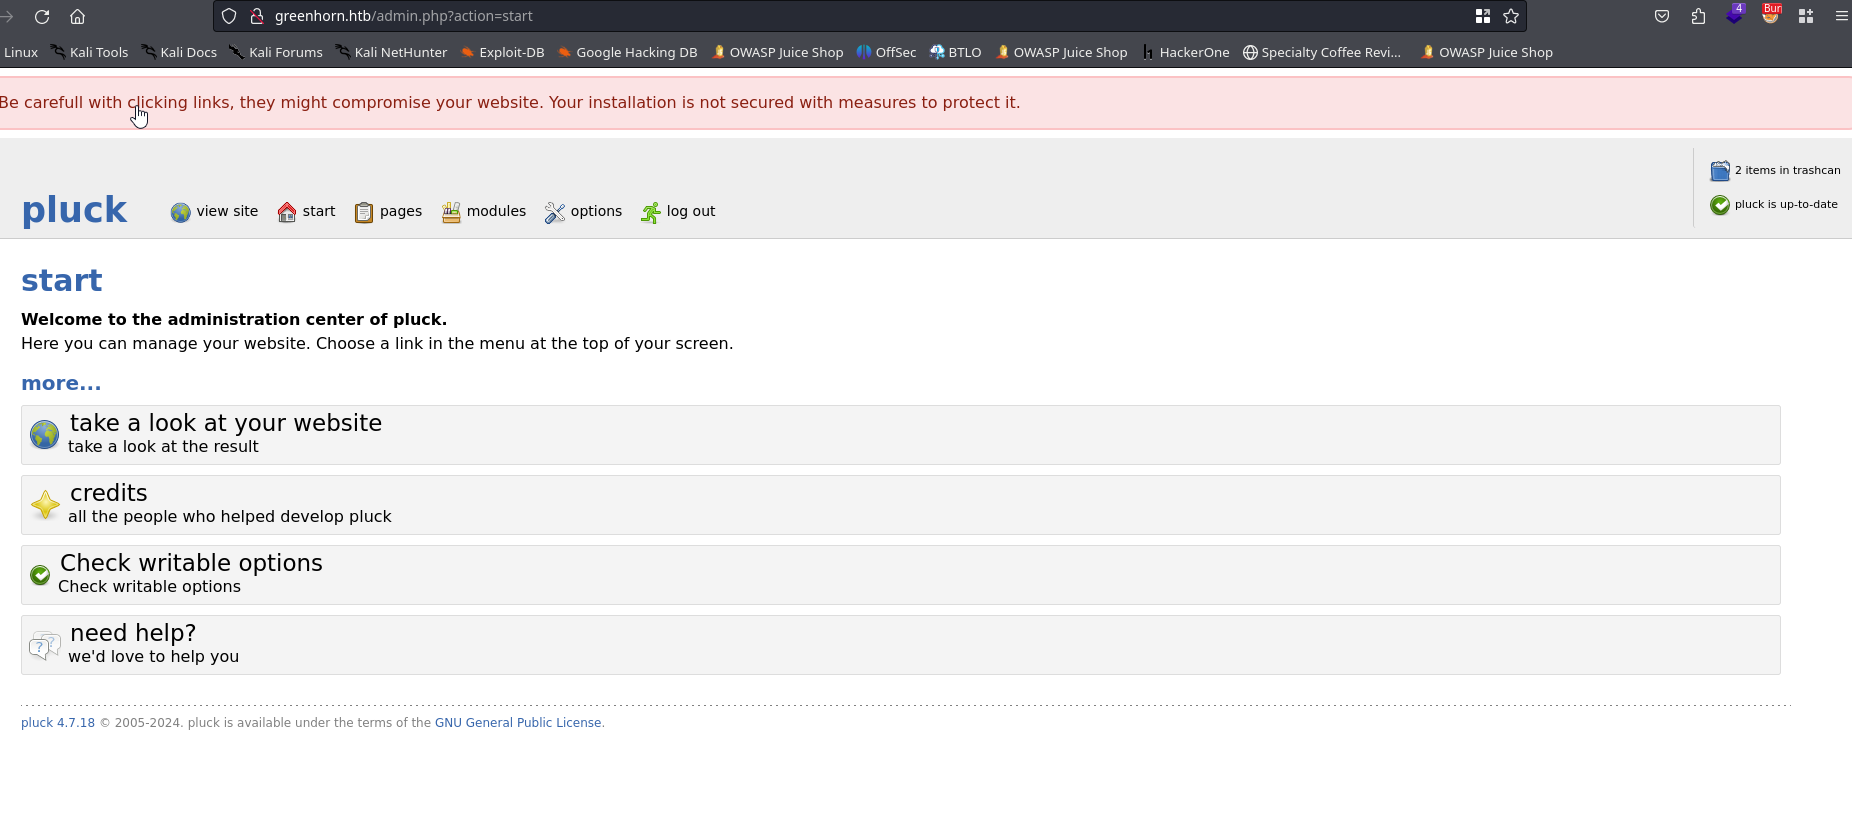 greenhorn.htb/admin.php?action=start
4
Bur
Linux Kali Tools Kali Docs Kali Forums Kali NetHunter Exploit-DB Google Hacking DB OWASP Juice Shop OffSec BTLO OWASP Juice Shop HackerOne Specialty Coffee Revi... OWASP Juice Shop
Be carefull with clicking links, they might compromise your website. Your installation is not secured with measures to protect it.
2 items in trashcan
pluck is up-to-date
pluck view site start pages modules options log out
start
Welcome to the administration center of pluck.
Here you can manage your website. Choose a link in the menu at the top of your screen.
more...
take a look at your website
take a look at the result
credits
all the people who helped develop pluck
Check writable options
Check writable options
need help?
we'd love to help you
pluck 4.7.18 © 2005-2024. pluck is available under the terms of the GNU General Public License.